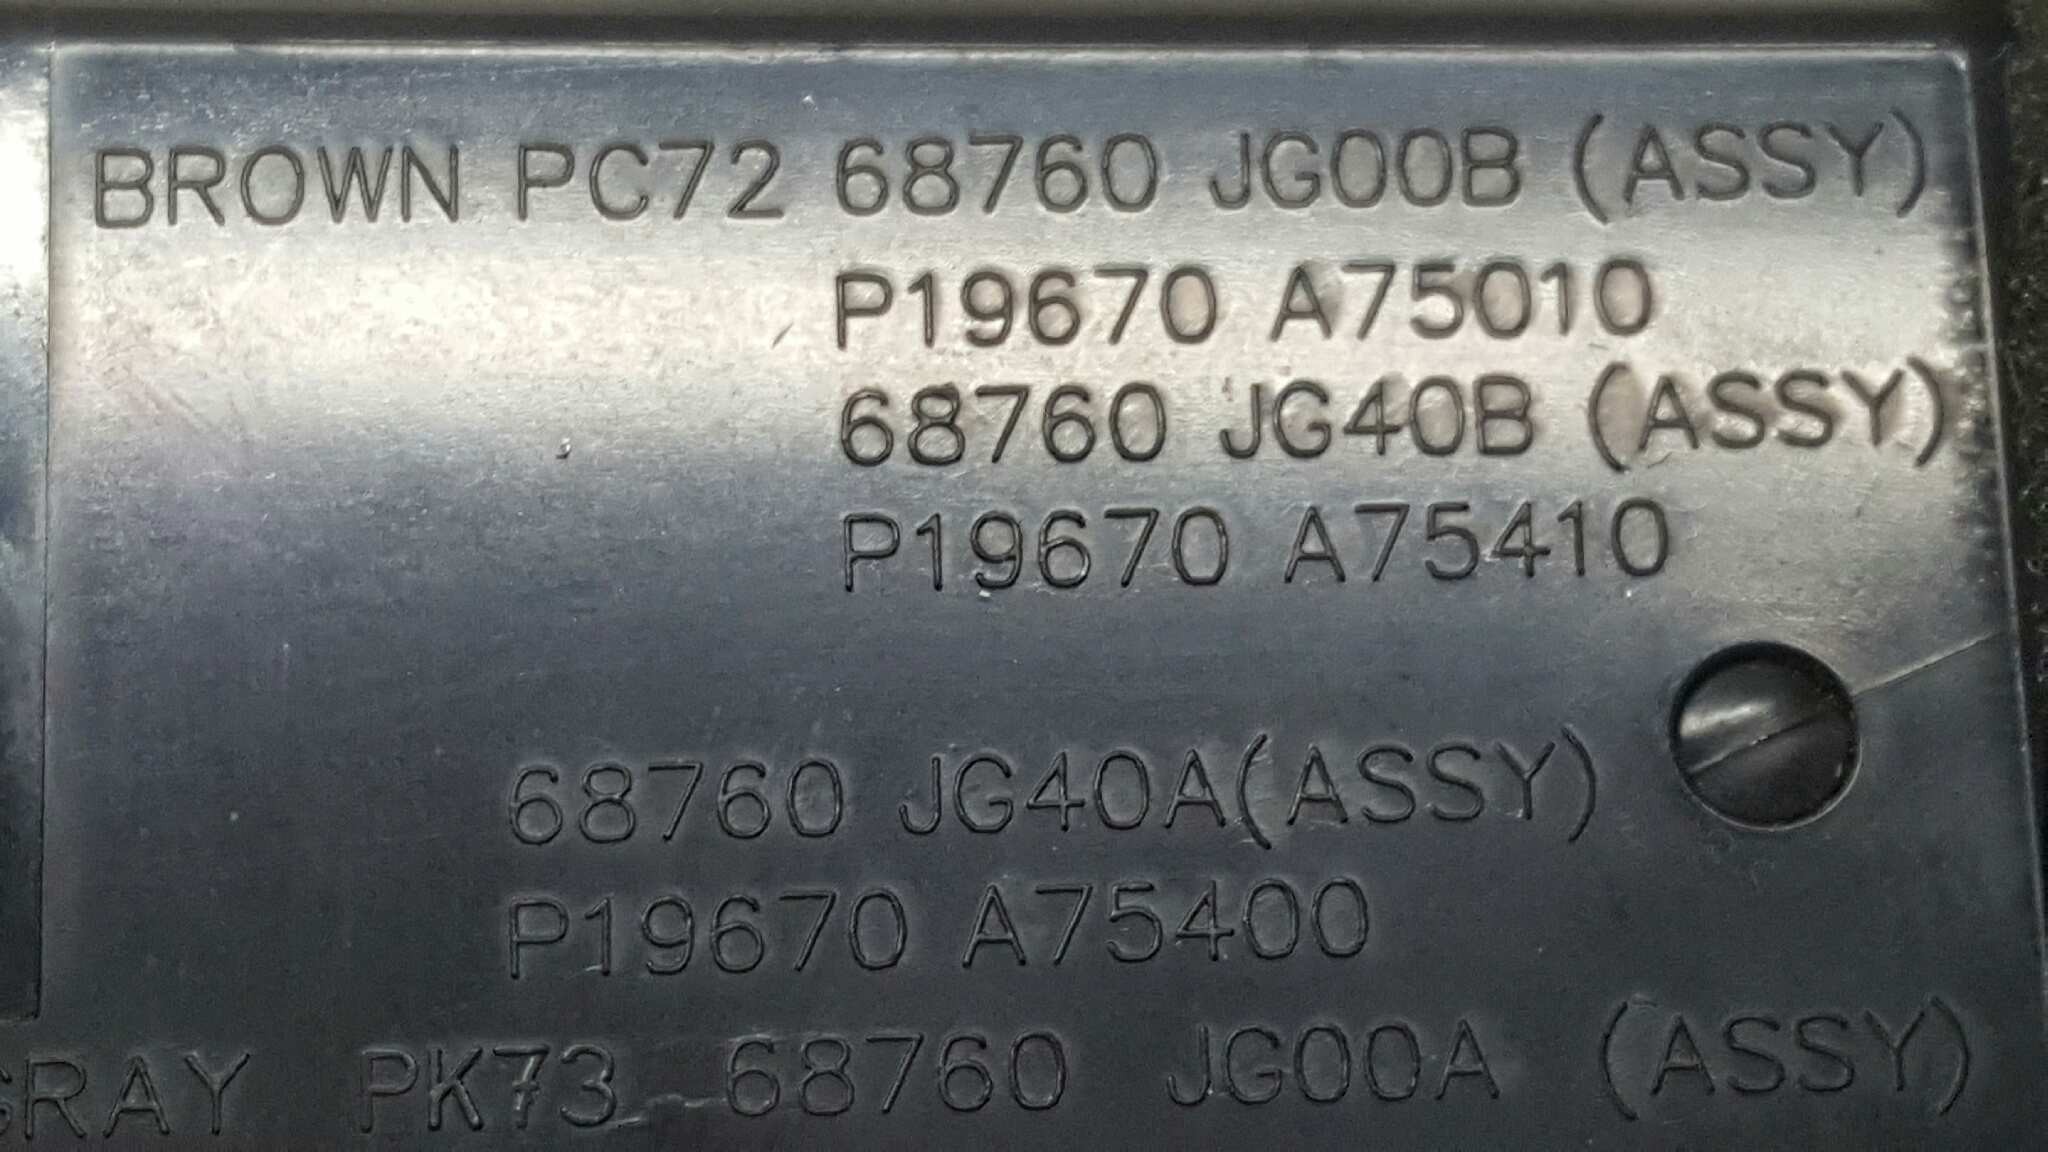 BROWN PC72 68760 JG00B (ASSY)
P19670 A75010
68760 JG40B (ASSY)
P19670 A75410
68760 JG40A(ASSY)
P19670 A75400
GRAY PK73 68760 JG00A (ASSY)